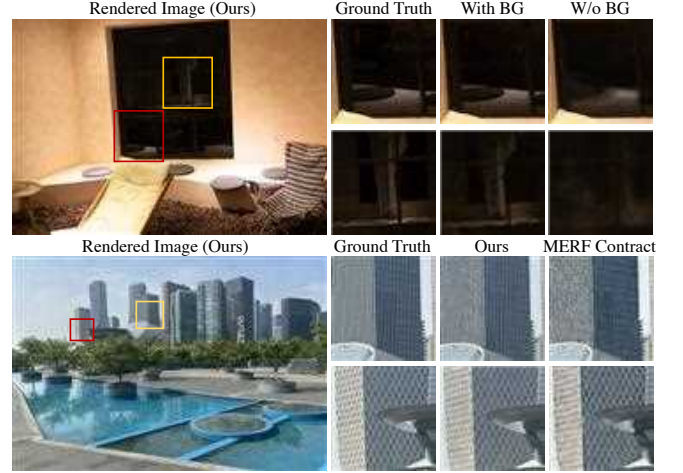 Rendered Image (Ours) Ground Truth With BG W/o BG
Rendered Image (Ours) Ground Truth Ours MERF Contract